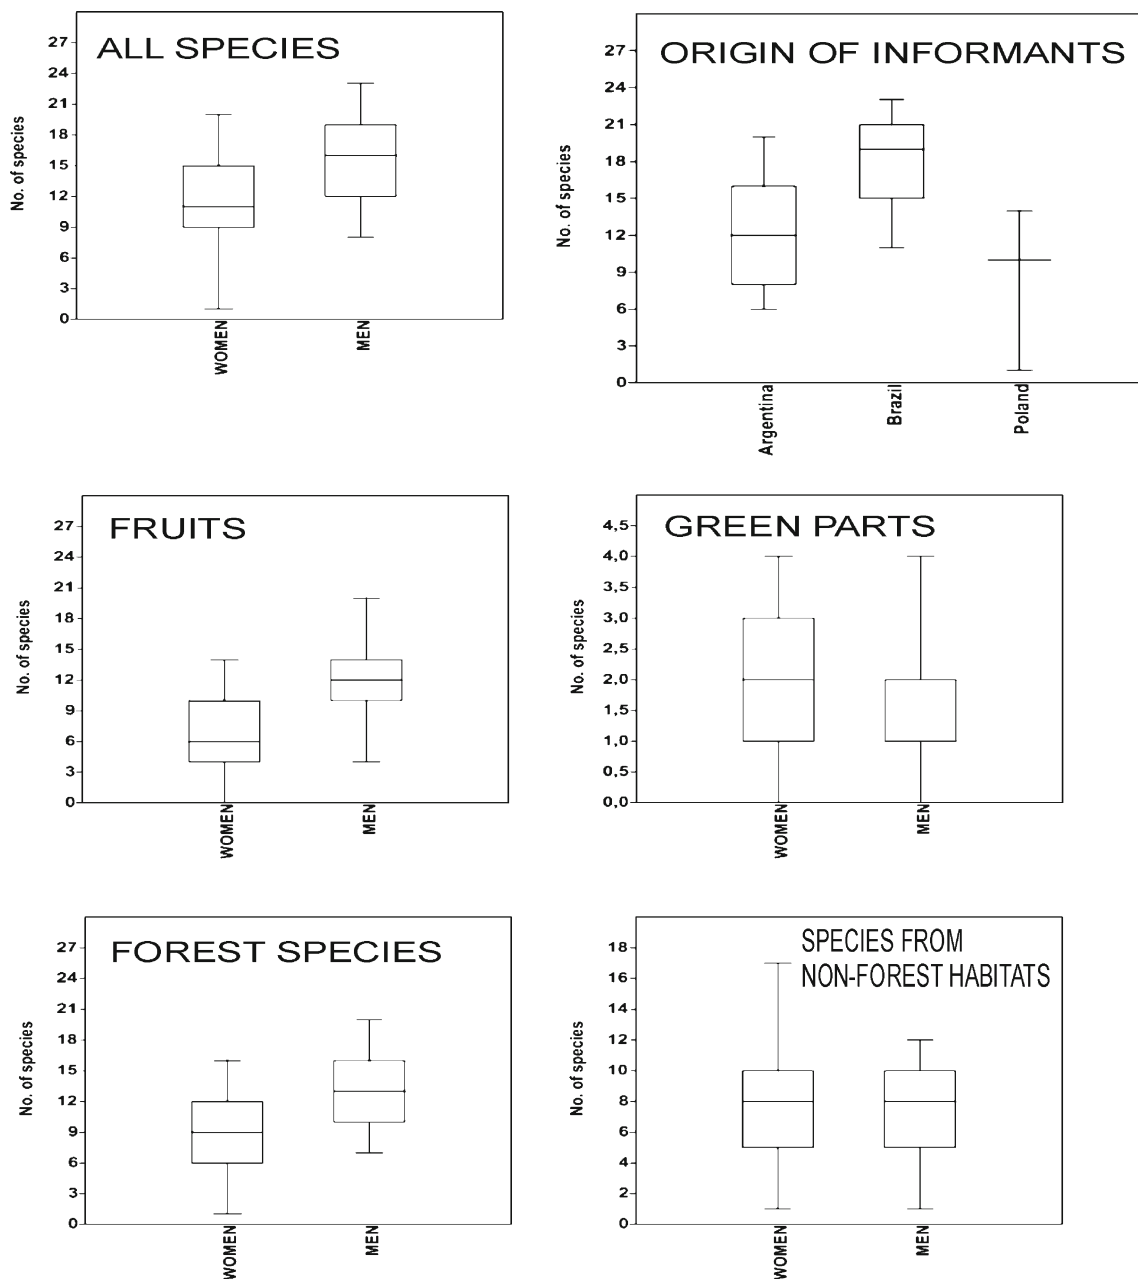 ALL SPECIES
No. of species
27
24
21
18
15
12
9
6
3
0
WOMEN
MEN
ORIGIN OF INFORMANTS
No. of species
27
24
21
18
15
12
9
6
3
0
Argentina
Brazil
Poland
FRUITS
No. of species
27
24
21
18
15
12
9
6
3
0
WOMEN
MEN
GREEN PARTS
No. of species
4,5
4,0
3,5
3,0
2,5
2,0
1,5
1,0
0,5
0,0
WOMEN
MEN
FOREST SPECIES
No. of species
27
24
21
18
15
12
9
6
3
0
WOMEN
MEN
SPECIES FROM
NON-FOREST HABITATS
No. of species
18
16
14
12
10
8
6
4
2
0
WOMEN
MEN